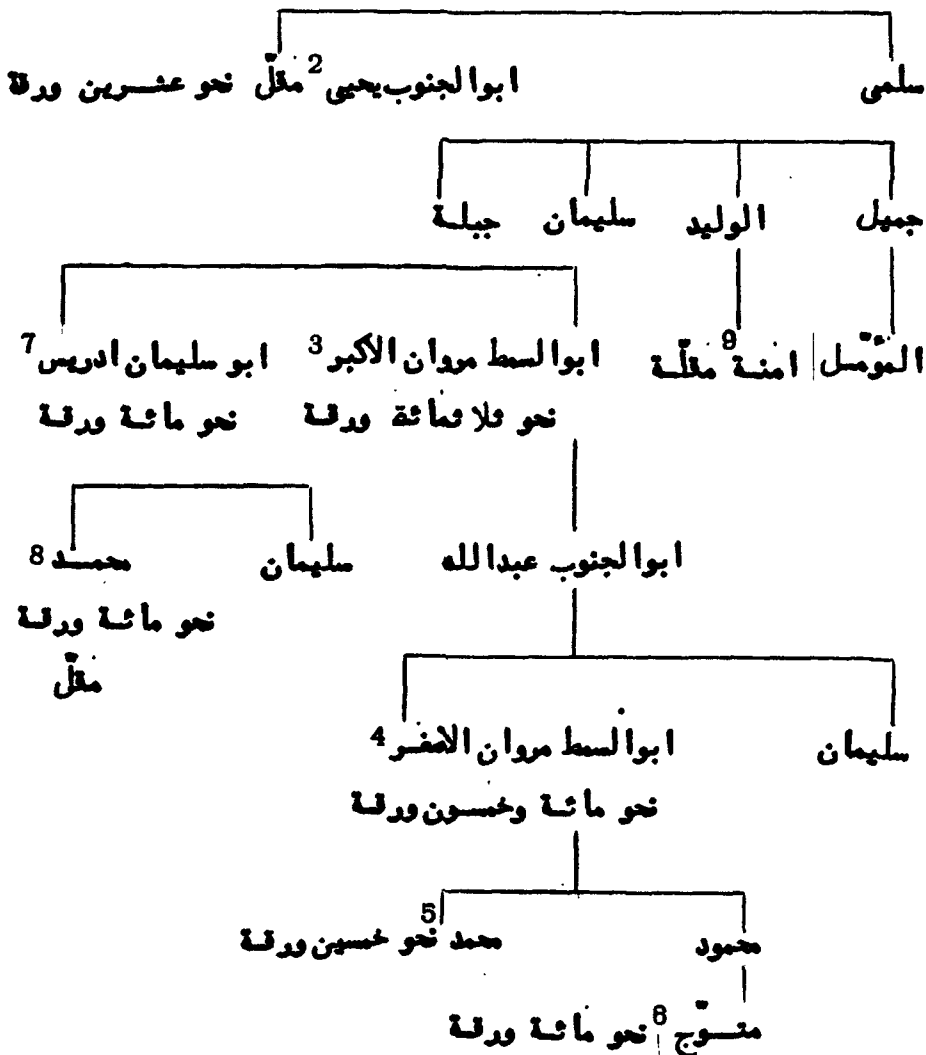 سلمى ابوالجنوب يحيى 2 مقلّ نحو عشرين ورقة
جميل الوليد سليمان جبلة
المؤمّل امنة 9 مقلّة ابوالسمط مروان الاكبر 3 ابو سليمان ادريس 7
نحو ثلاثمائة ورقة نحو مائة ورقة
ابوالجنوب عبدالله سليمان محمد 8
نحو مائة ورقة
مقلّ
سليمان ابوالسمط مروان الاصغر 4
نحو مائة وخمسون ورقة
محمود محمد 5 نحو خمسين ورقة
متوّج 6 نحو مائة ورقة